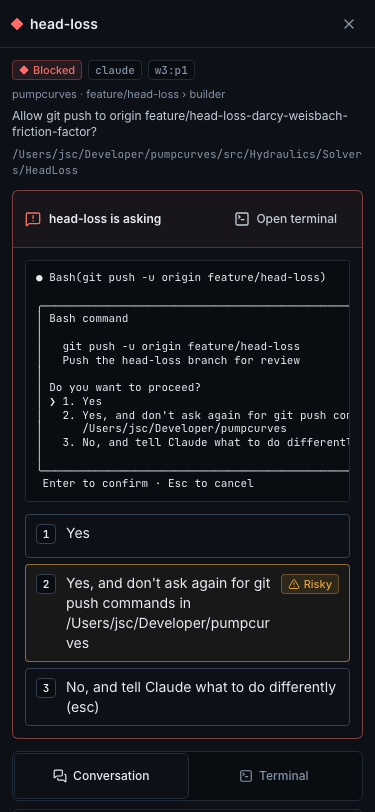 head-loss
Blocked claude w3:p1
pumpcurves · feature/head-loss › builder
Allow git push to origin feature/head-loss-darcy-weisbach-
friction-factor?
/Users/jsc/Developer/pumpcurves/src/Hydraulics/Solver
s/HeadLoss
head-loss is asking Open terminal
● Bash(git push -u origin feature/head-loss)
Bash command
git push -u origin feature/head-loss
Push the head-loss branch for review
Do you want to proceed?
❯ 1. Yes
2. Yes, and don't ask again for git push com
/Users/jsc/Developer/pumpcurves
3. No, and tell Claude what to do different
Enter to confirm · Esc to cancel
1 Yes
2 Yes, and don't ask again for git Risky
push commands in
/Users/jsc/Developer/pumpcur
ves
3 No, and tell Claude what to do differently
(esc)
Conversation Terminal